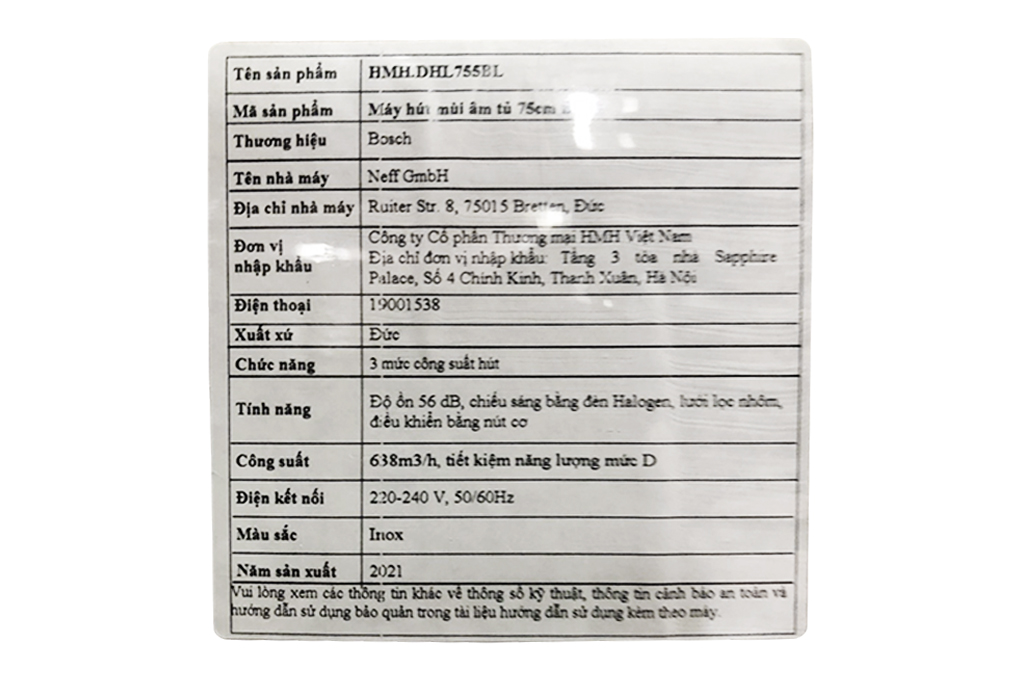 Tên sản phẩm HMH.DHL755BL
Mã sản phẩm Máy hút mùi âm tủ 75cm
Thương hiệu Bosch
Tên nhà máy Neff GmbH
Địa chỉ nhà máy Ruiter Str. 8, 75015 Bretten, Đức
Đơn vị
nhập khẩu
Công ty Cổ phần Thương mại HMH Việt Nam
Địa chỉ đơn vị nhập khẩu: Tầng 3 tòa nhà Sapphire
Palace, Số 4 Chính Kinh, Thanh Xuân, Hà Nội
Điện thoại 19001538
Xuất xứ Đức
Chức năng 3 mức công suất hút
Tính năng
Độ ồn 56 dB, chiếu sáng bằng đèn Halogen, lưới lọc nhôm,
điều khiển bằng nút cơ
Công suất 638m3/h, tiết kiệm năng lượng mức D
Điện kết nối 220-240 V, 50/60Hz
Màu sắc Inox
Năm sản xuất 2021
Vui lòng xem các thông tin khác về thông số kỹ thuật, thông tin cảnh báo an toàn và
hướng dẫn sử dụng bảo quản trong tài liệu hướng dẫn sử dụng kèm theo máy.